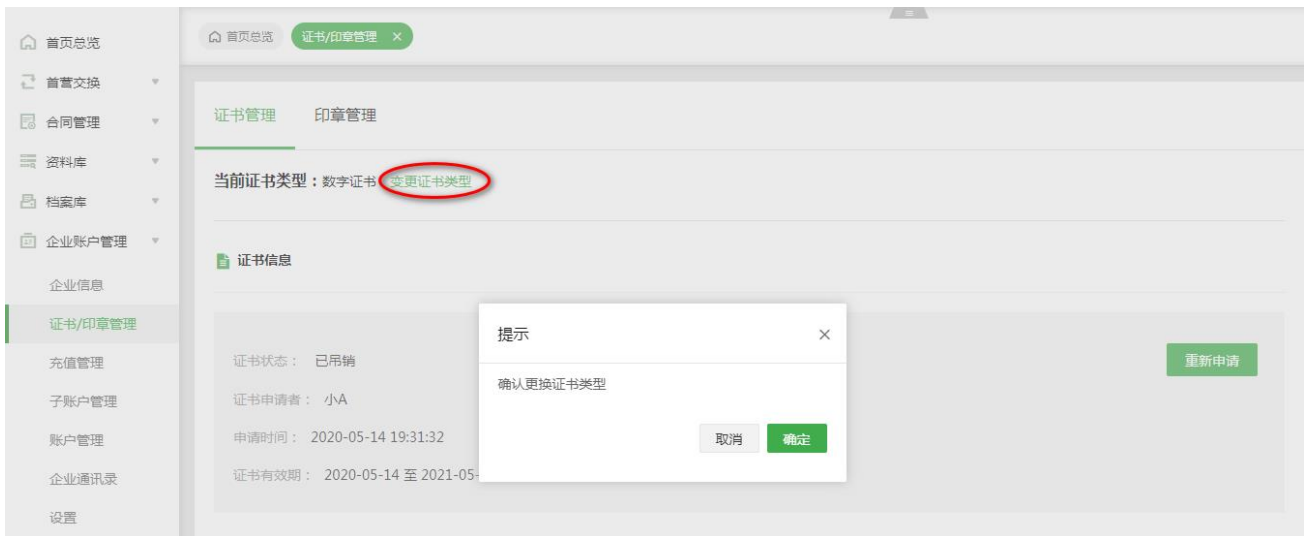 首页总览
首营交换
合同管理
资料库
档案库
企业账户管理
企业信息
证书/印章管理
充值管理
子账户管理
账户管理
企业通讯录
设置
首页总览
证书/印章管理 ×
证书管理 印章管理
当前证书类型：数字证书 变更证书类型
证书信息
证书状态： 已吊销
重新申请
证书申请者： 小A
申请时间： 2020-05-14 19:31:32
证书有效期： 2020-05-14 至 2021-05-
提示 ×
确认更换证书类型
取消 确定